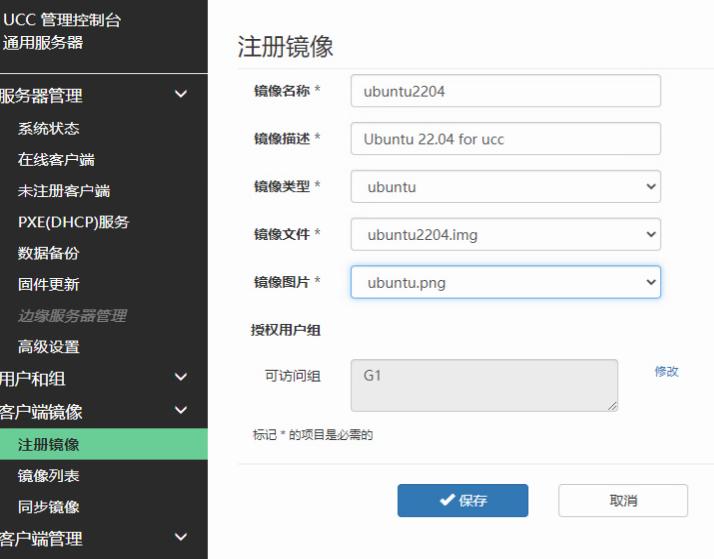 UCC 管理控制台
通用服务器
服务器管理
系统状态
在线客户端
未注册客户端
PXE(DHCP)服务
数据备份
固件更新
边缘服务器管理
高级设置
用户和组
客户端镜像
注册镜像
镜像列表
同步镜像
客户端管理
注册镜像
镜像名称 * ubuntu2204
镜像描述 * Ubuntu 22.04 for ucc
镜像类型 * ubuntu
镜像文件 * ubuntu2204.img
镜像图片 * ubuntu.png
授权用户组
可访问组 G1 修改
标记 * 的项目是必需的
保存 取消